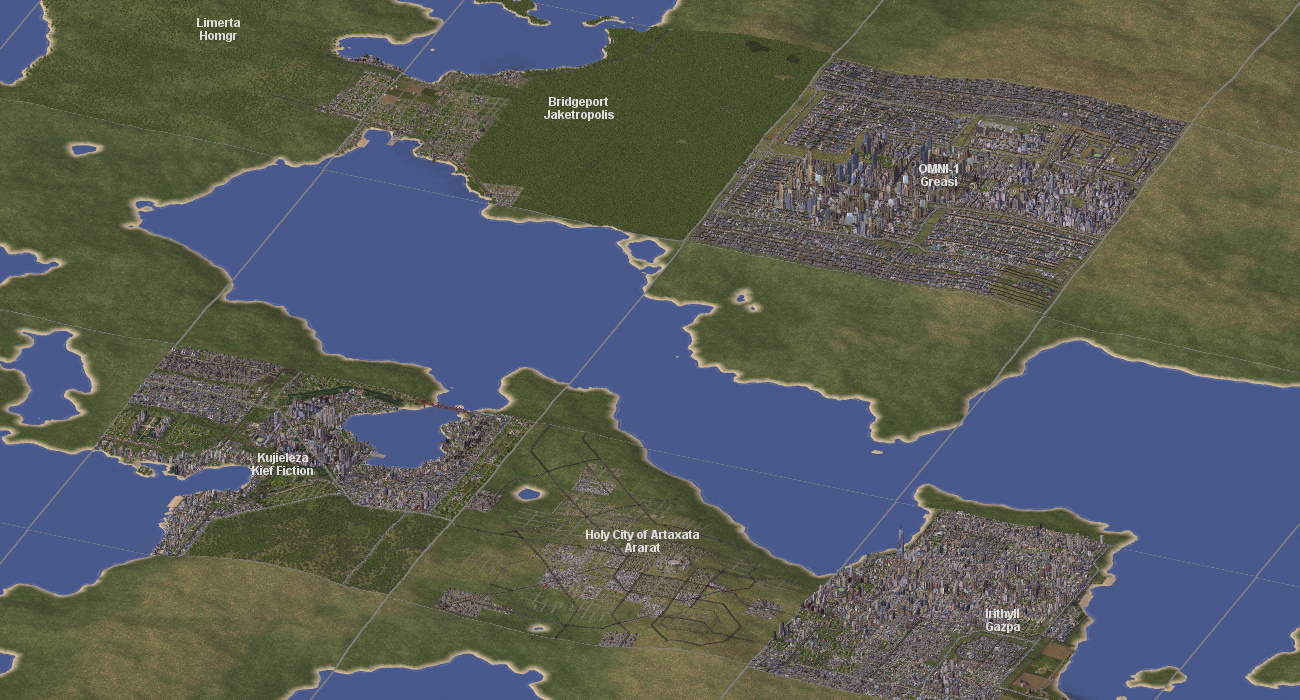 Limerta
Homgr
Bridgeport
Jaketropolis
OMNI-1
Greasi
Kujieleza
Kief Fiction
Holy City of Artaxata
Ararat
Irithyll
Gazpa